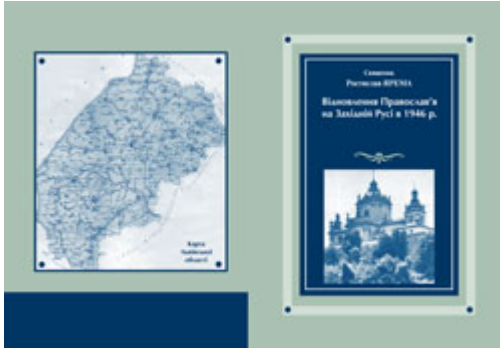 Карта
Львівської
області
Священик
Ростислав ЯРЕМА
Відновлення Православ'я
на Західній Русі в 1946 р.